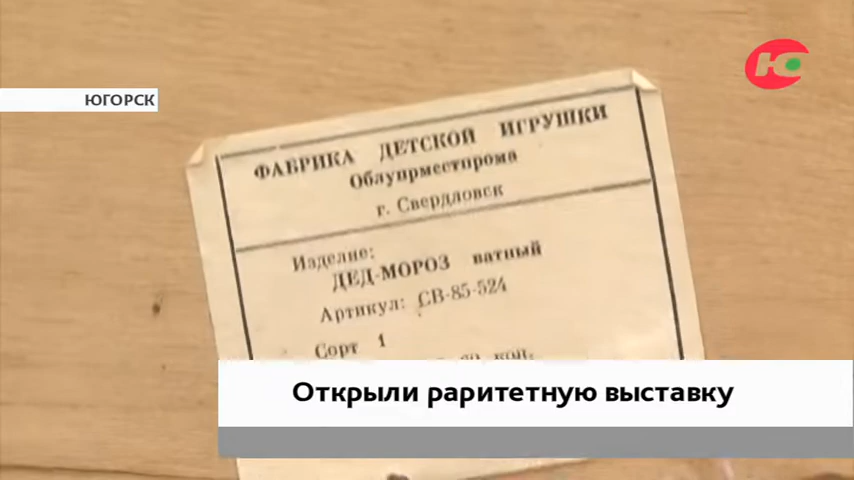 Ю
ЮГОРСК
ФАБРИКА ДЕТСКОЙ ИГРУШКИ
Облупрместпрома
г. Свердловск
Изделие:
ДЕД-МОРОЗ ватный
Артикул: СВ-85-524
Сорт 1
коп.
Открыли раритетную выставку